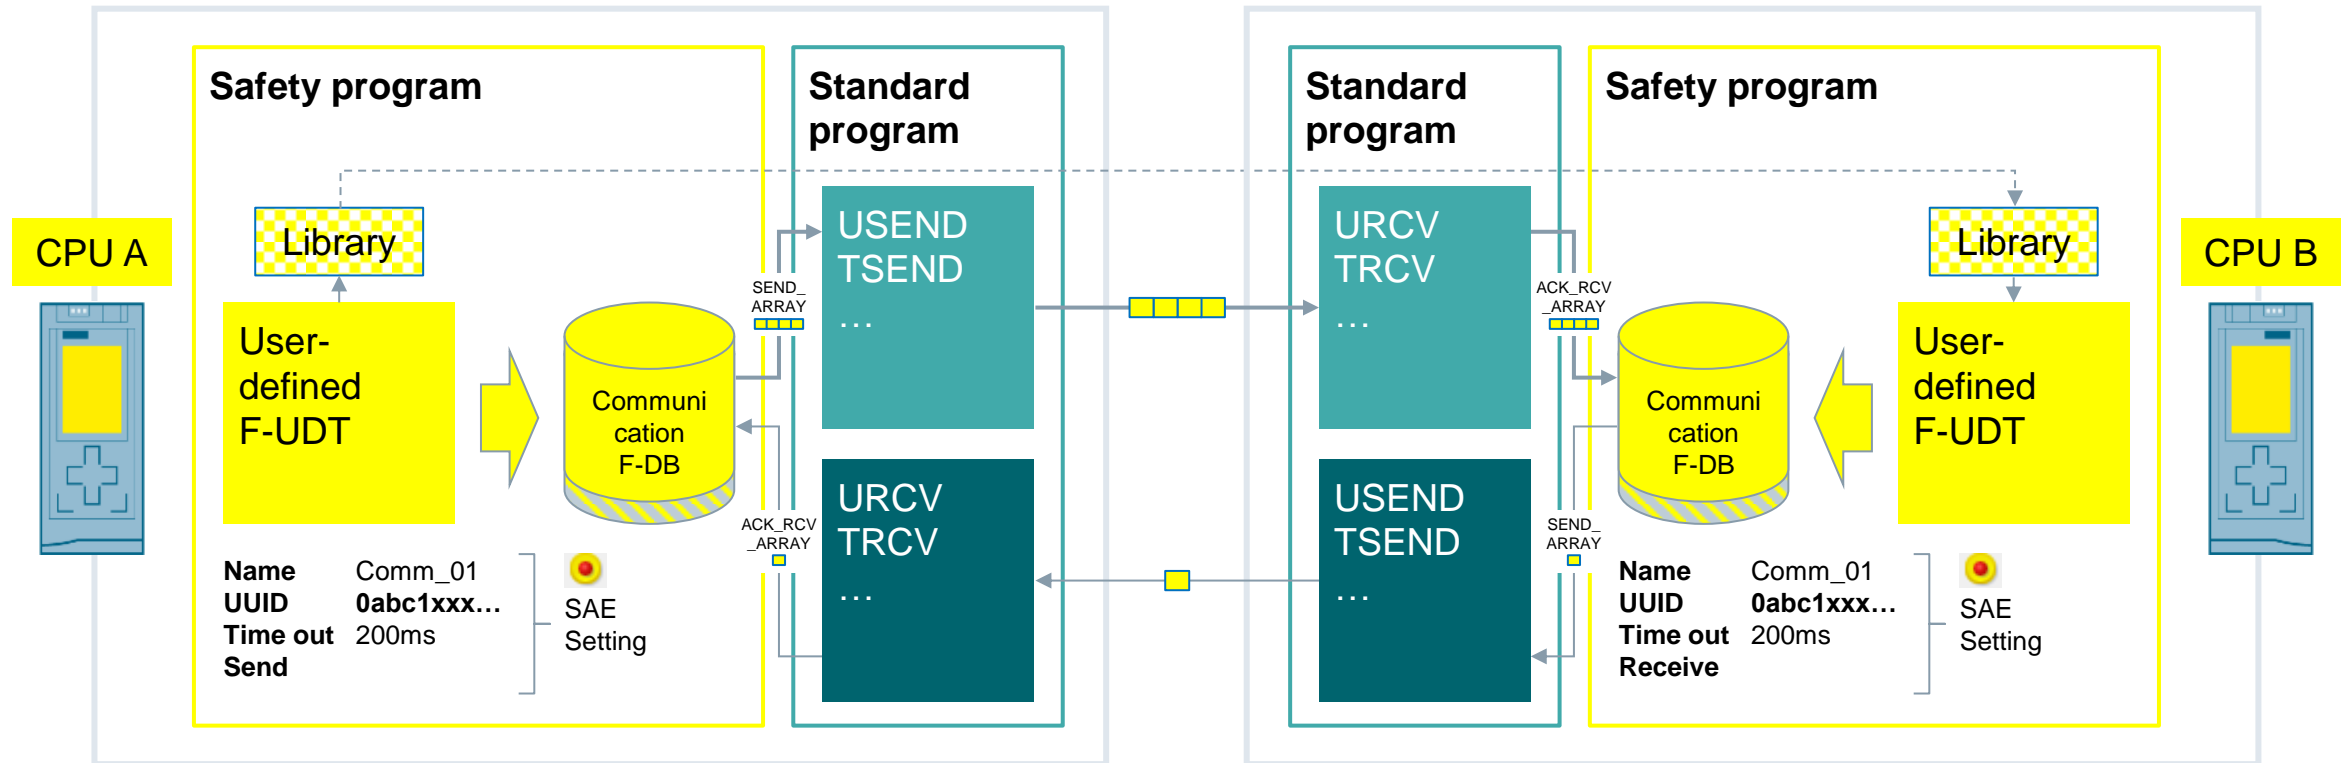 Safety program
Standard
program
Standard
program
Safety program
CPU A
Library
User-
defined
F-UDT
Communi
cation
F-DB
SEND_
ARRAY
USEND
TSEND
...
ACK_RCV
_ARRAY
URCV
TRCV
...
Name Comm_01
UUID 0abc1xxx...
Time out 200ms
Send
SAE
Setting
URCV
TRCV
...
ACK_RCV
_ARRAY
USEND
TSEND
...
SEND_
ARRAY
Communi
cation
F-DB
Library
User-
defined
F-UDT
CPU B
Name Comm_01
UUID 0abc1xxx...
Time out 200ms
Receive
SAE
Setting